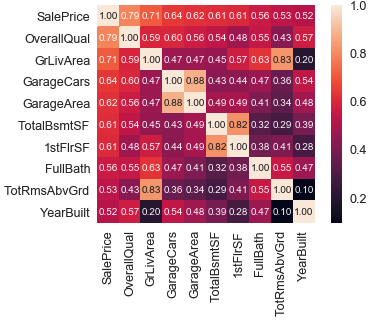 SalePrice 1.00 0.79 0.71 0.64 0.62 0.61 0.61 0.56 0.53 0.52
OverallQual 0.79 1.00 0.59 0.60 0.56 0.54 0.48 0.55 0.43 0.57
GrLivArea 0.71 0.59 1.00 0.47 0.47 0.45 0.57 0.63 0.83 0.20
GarageCars 0.64 0.60 0.47 1.00 0.88 0.43 0.44 0.47 0.36 0.54
GarageArea 0.62 0.56 0.47 0.88 1.00 0.49 0.49 0.41 0.34 0.48
TotalBsmtSF 0.61 0.54 0.45 0.43 0.49 1.00 0.82 0.32 0.29 0.39
1stFlrSF 0.61 0.48 0.57 0.44 0.49 0.82 1.00 0.38 0.41 0.28
FullBath 0.56 0.55 0.63 0.47 0.41 0.32 0.38 1.00 0.55 0.47
TotRmsAbvGrd 0.53 0.43 0.83 0.36 0.34 0.29 0.41 0.55 1.00 0.10
YearBuilt 0.52 0.57 0.20 0.54 0.48 0.39 0.28 0.47 0.10 1.00
SalePrice
OverallQual
GrLivArea
GarageCars
GarageArea
TotalBsmtSF
1stFlrSF
FullBath
TotRmsAbvGrd
YearBuilt
1.0
0.8
0.6
0.4
0.2